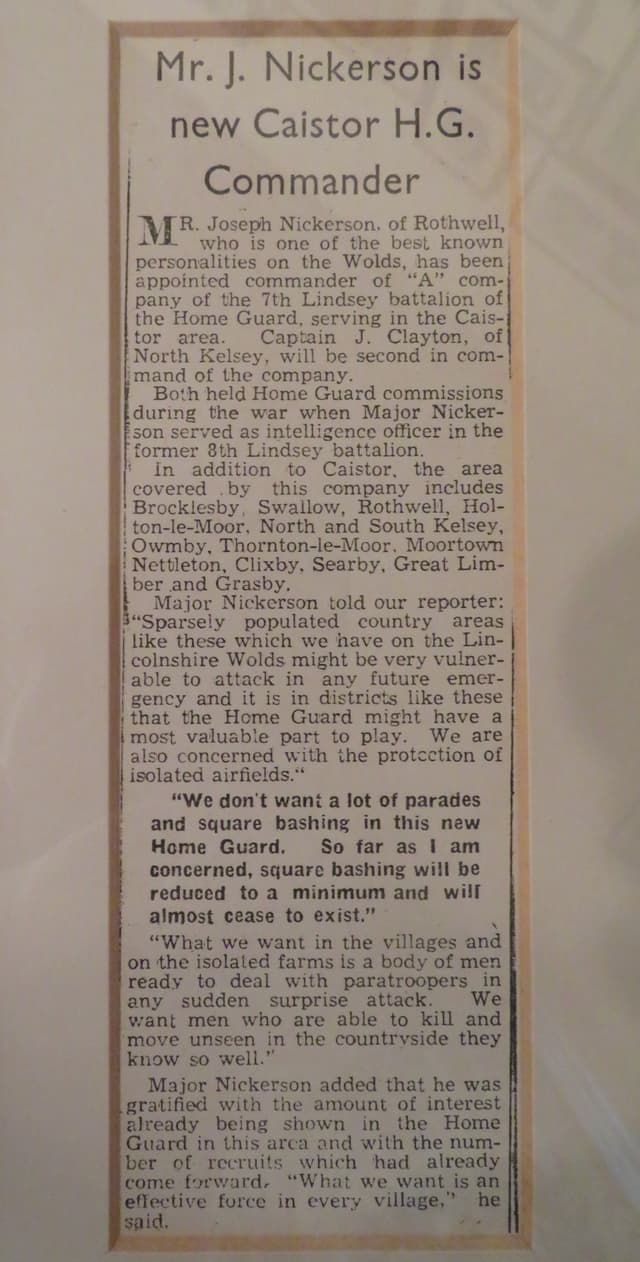 Mr. J. Nickerson is
new Caistor H.G.
Commander
MR. Joseph Nickerson, of Rothwell,
who is one of the best known
personalities on the Wolds, has been
appointed commander of "A" com-
pany of the 7th Lindsey battalion of
the Home Guard, serving in the Cais-
tor area. Captain J. Clayton, of
North Kelsey, will be second in com-
mand of the company.
Both held Home Guard commissions
during the war when Major Nicker-
son served as intelligence officer in the
former 8th Lindsey battalion.
In addition to Caistor, the area
covered by this company includes
Brocklesby, Swallow, Rothwell, Hol-
ton-le-Moor, North and South Kelsey,
Owmby, Thornton-le-Moor, Moortown
Nettleton, Clixby, Searby, Great Lim-
ber and Grasby.
Major Nickerson told our reporter:
"Sparsely populated country areas
like these which we have on the Lin-
colnshire Wolds might be very vulner-
able to attack in any future emer-
gency and it is in districts like these
that the Home Guard might have a
most valuable part to play. We are
also concerned with the protection of
isolated airfields."
"We don't want a lot of parades
and square bashing in this new
Home Guard. So far as I am
concerned, square bashing will be
reduced to a minimum and will
almost cease to exist."
"What we want in the villages and
on the isolated farms is a body of men
ready to deal with paratroopers in
any sudden surprise attack. We
want men who are able to kill and
move unseen in the countryside they
know so well."
Major Nickerson added that he was
gratified with the amount of interest
already being shown in the Home
Guard in this area and with the num-
ber of recruits which had already
come forward. "What we want is an
effective force in every village," he
said.